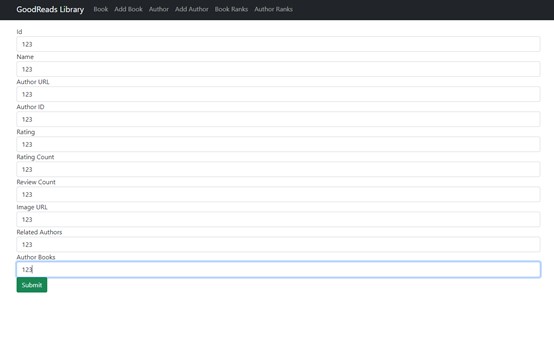 GoodReads Library Book Add Book Author Add Author Book Ranks Author Ranks
Id
123
Name
123
Author URL
123
Author ID
123
Rating
123
Rating Count
123
Review Count
123
Image URL
123
Related Authors
123
Author Books
123
Submit